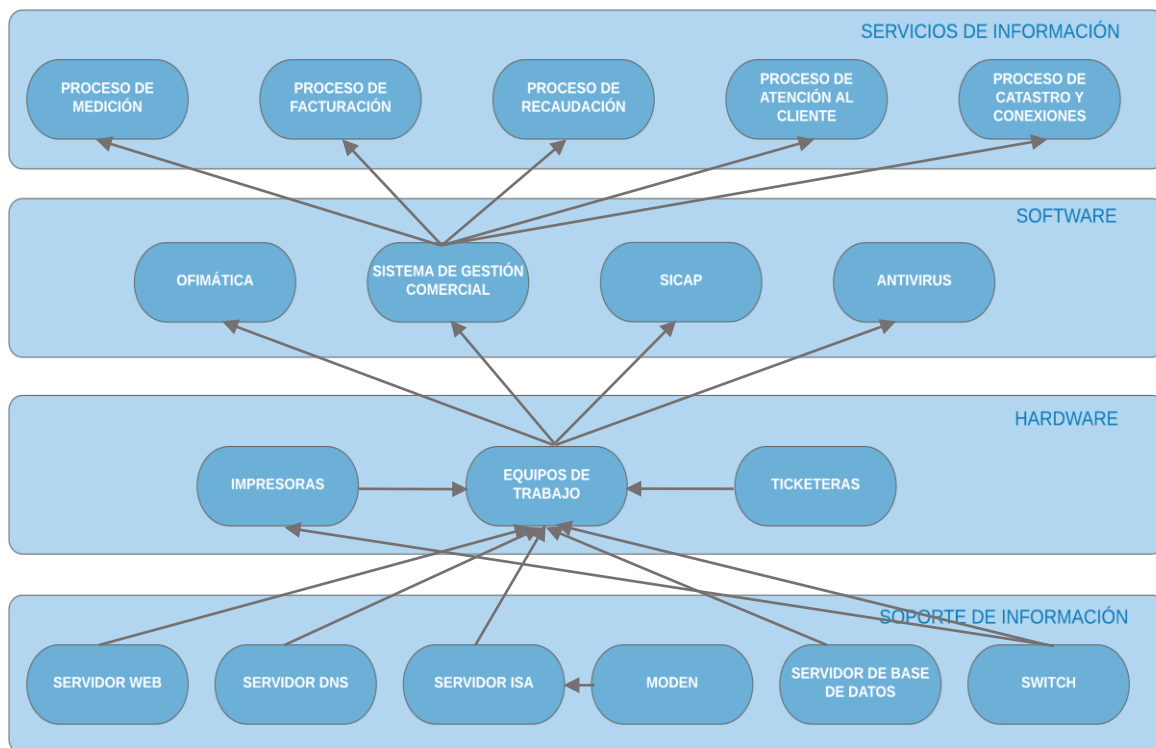 SERVICIOS DE INFORMACIÓN
PROCESO DE
MEDICIÓN
PROCESO DE
FACTURACIÓN
PROCESO DE
RECAUDACIÓN
PROCESO DE
ATENCIÓN AL
CLIENTE
PROCESO DE
CATASTRO Y
CONEXIONES
SOFTWARE
OFIMÁTICA
SISTEMA DE GESTIÓN
COMERCIAL
SICAP
ANTIVIRUS
HARDWARE
IMPRESORAS
EQUIPOS DE
TRABAJO
TICKETERAS
SOPORTE DE INFORMACIÓN
SERVIDOR WEB
SERVIDOR DNS
SERVIDOR ISA
MODEN
SERVIDOR DE BASE
DE DATOS
SWITCH